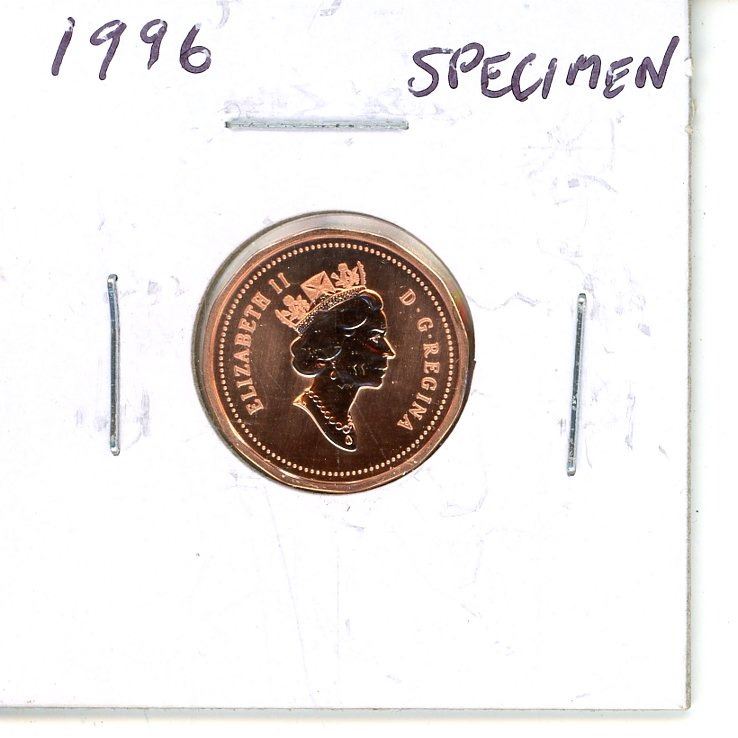 1996 SPECIMEN
ELIZABETH II D·G·REGINA